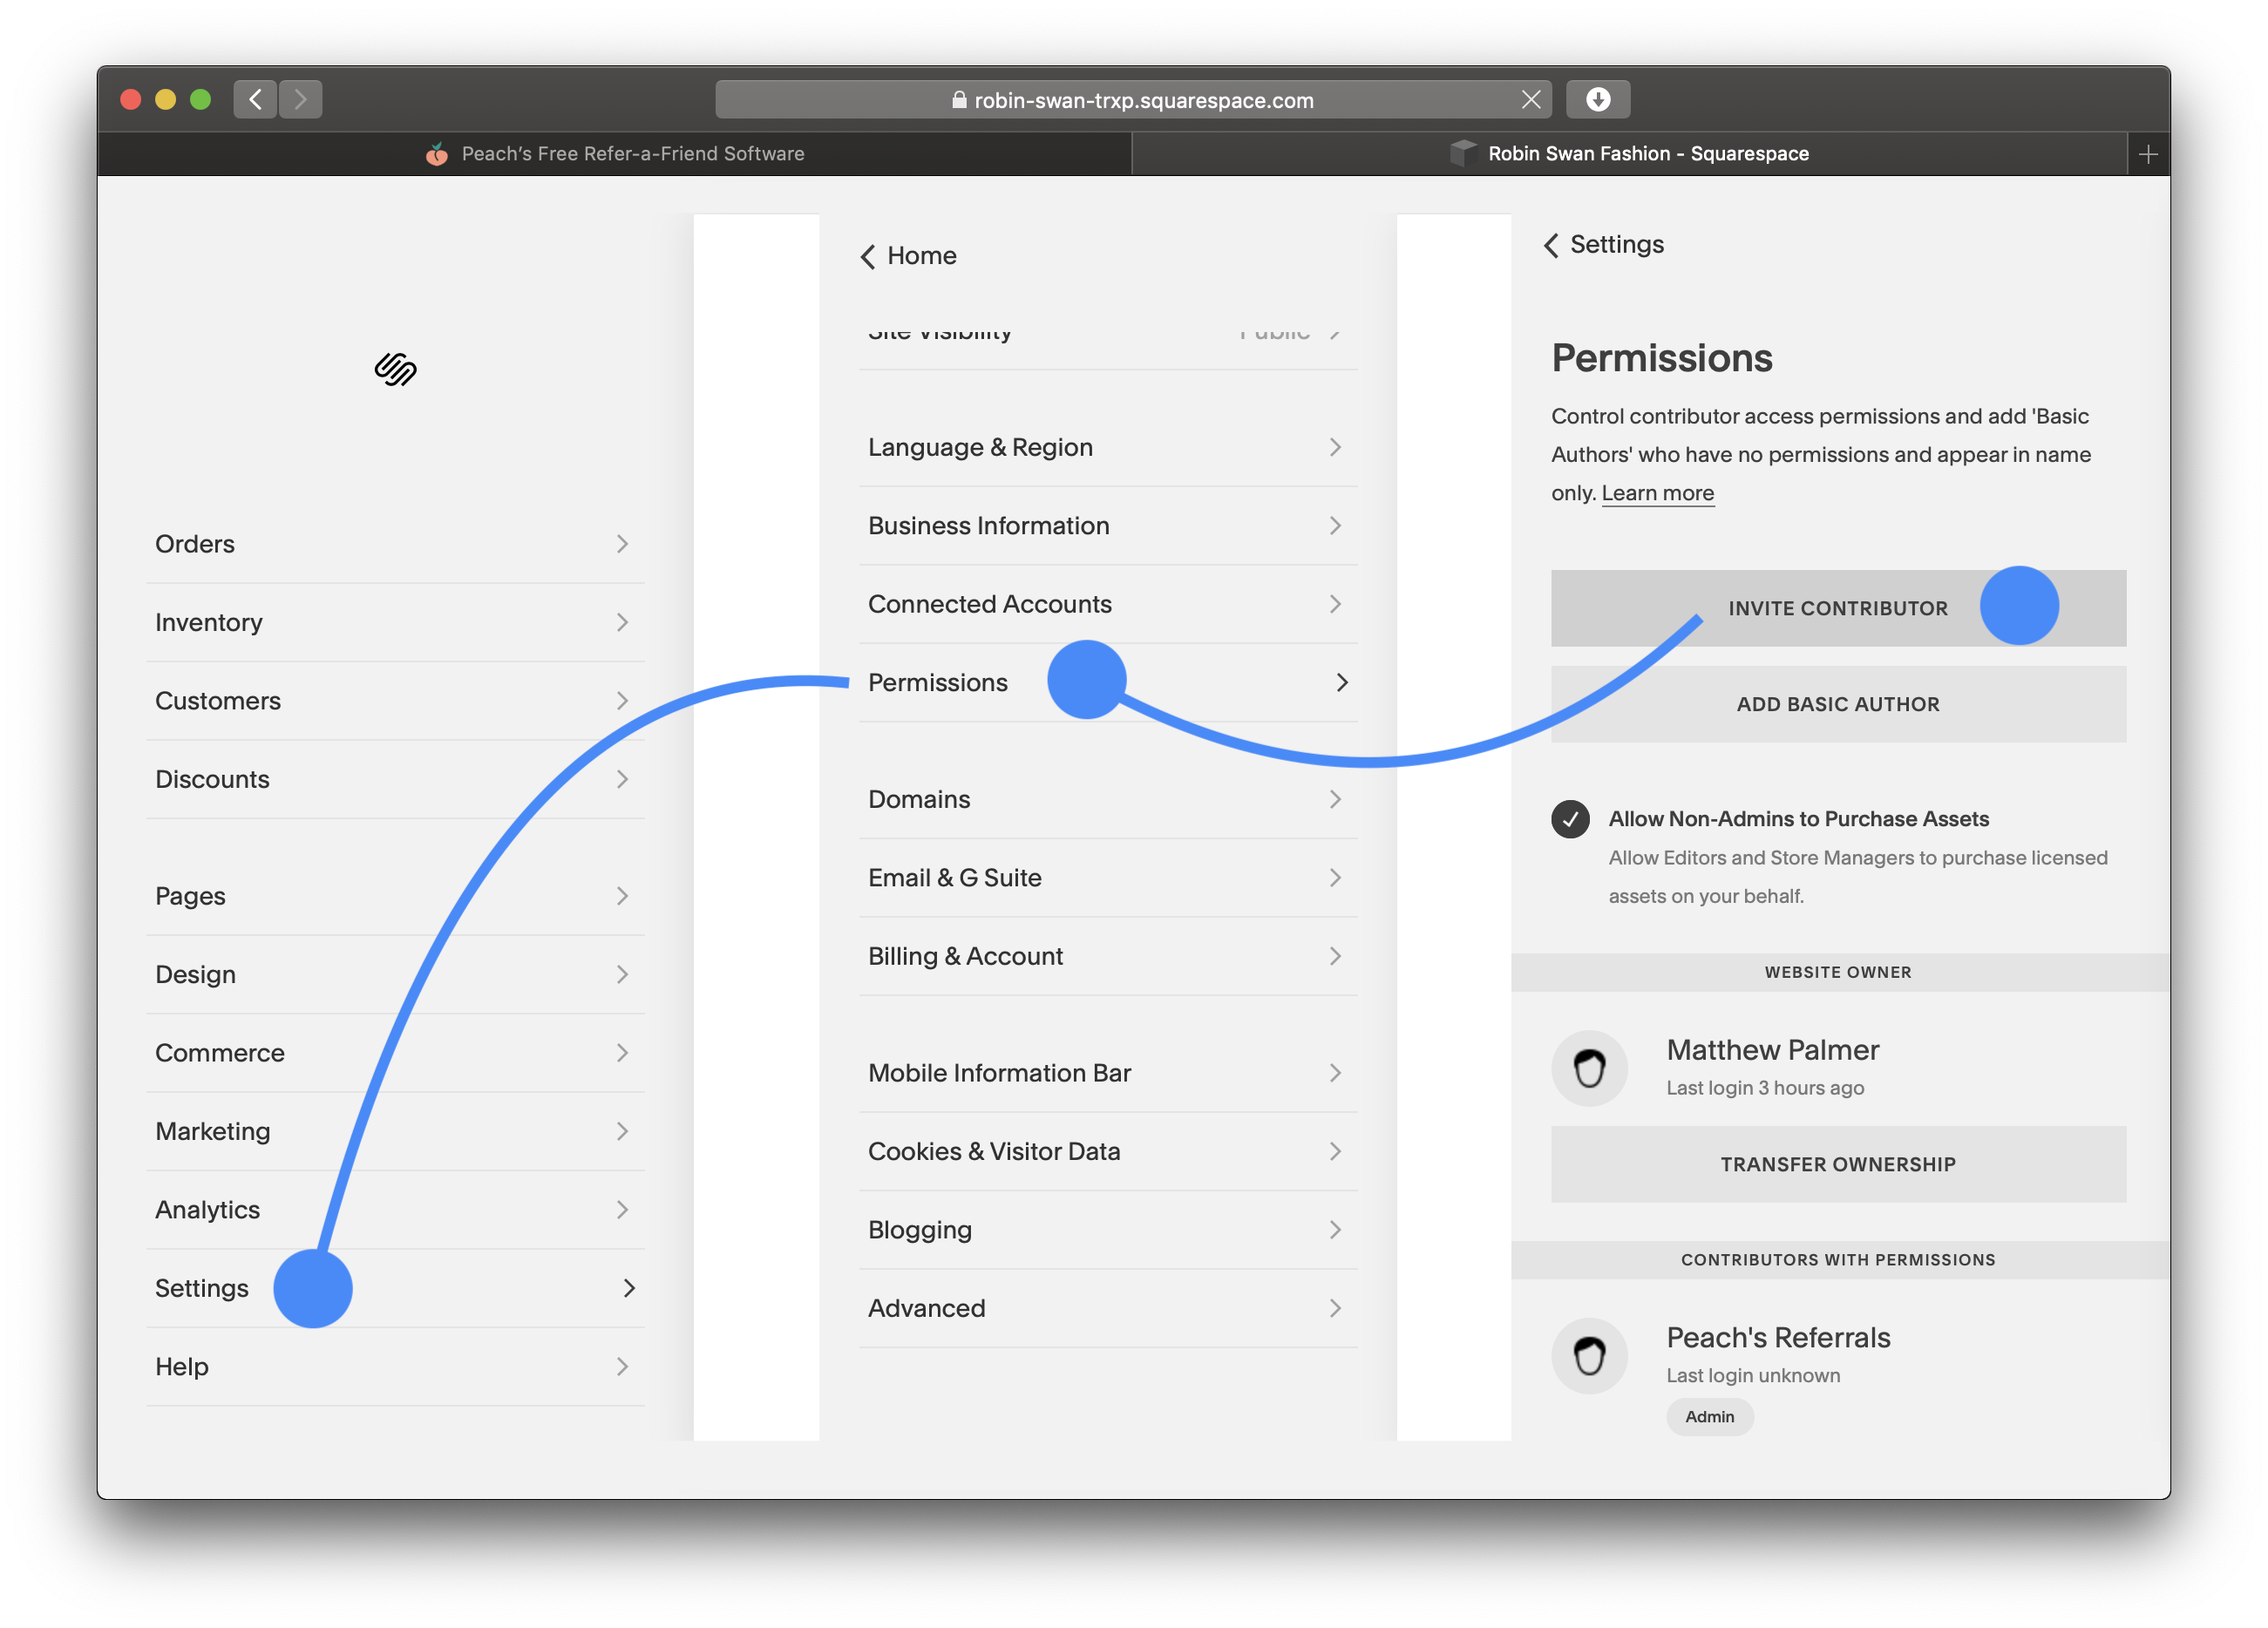 robin-swan-trxp.squarespace.com
Peach’s Free Refer-a-Friend Software
Robin Swan Fashion - Squarespace
Orders
Inventory
Customers
Discounts
Pages
Design
Commerce
Marketing
Analytics
Settings
Help
Home
Site Visibility Public
Language & Region
Business Information
Connected Accounts
Permissions
Domains
Email & G Suite
Billing & Account
Mobile Information Bar
Cookies & Visitor Data
Blogging
Advanced
Settings
Permissions
Control contributor access permissions and add 'Basic
Authors' who have no permissions and appear in name
only. Learn more
INVITE CONTRIBUTOR
ADD BASIC AUTHOR
Allow Non-Admins to Purchase Assets
Allow Editors and Store Managers to purchase licensed
assets on your behalf.
WEBSITE OWNER
Matthew Palmer
Last login 3 hours ago
TRANSFER OWNERSHIP
CONTRIBUTORS WITH PERMISSIONS
Peach's Referrals
Last login unknown
Admin